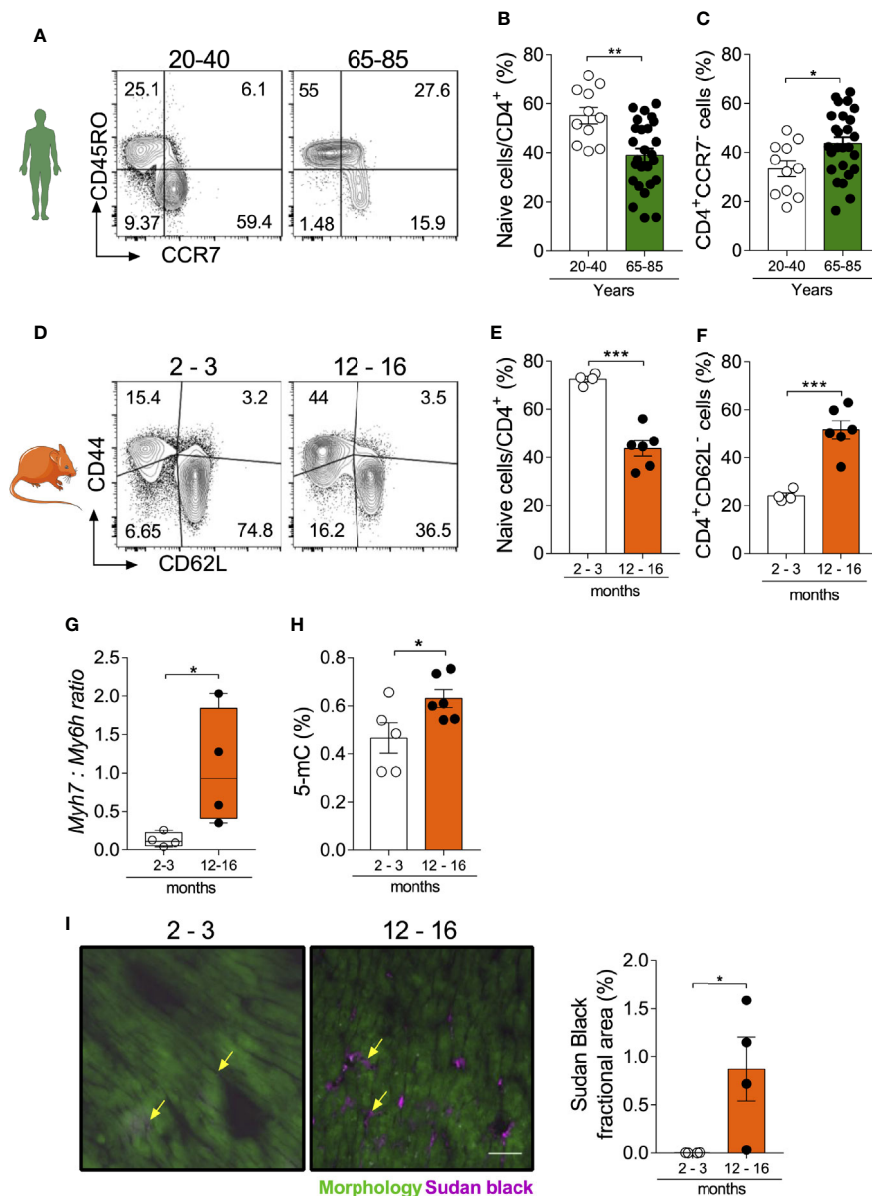 A
20-40
65-85
25.1
6.1
55
27.6
9.37
59.4
1.48
15.9
CD45RO
CCR7
B
**
Naive cells/CD4+ (%)
80
60
40
20
0
20-40
65-85
Years
C
*
CD4+CCR7- cells (%)
80
60
40
20
0
20-40
65-85
Years
D
2 - 3
12 - 16
15.4
3.2
44
3.5
6.65
74.8
16.2
36.5
CD44
CD62L
E
***
Naive cells/CD4+ (%)
80
60
40
20
0
2 - 3
12 - 16
months
F
***
CD4+CD62L- cells (%)
80
60
40
20
0
2 - 3
12 - 16
months
G
*
Myh7 : My6h ratio
2.5
2.0
1.5
1.0
0.5
0.0
2-3
12-16
months
H
*
5-mC (%)
0.8
0.6
0.4
0.2
0.0
2 - 3
12 - 16
months
I
2 - 3
12 - 16
Morphology Sudan black
*
Sudan Black
fractional area (%)
2.0
1.5
1.0
0.5
0.0
2 - 3
12 - 16
months